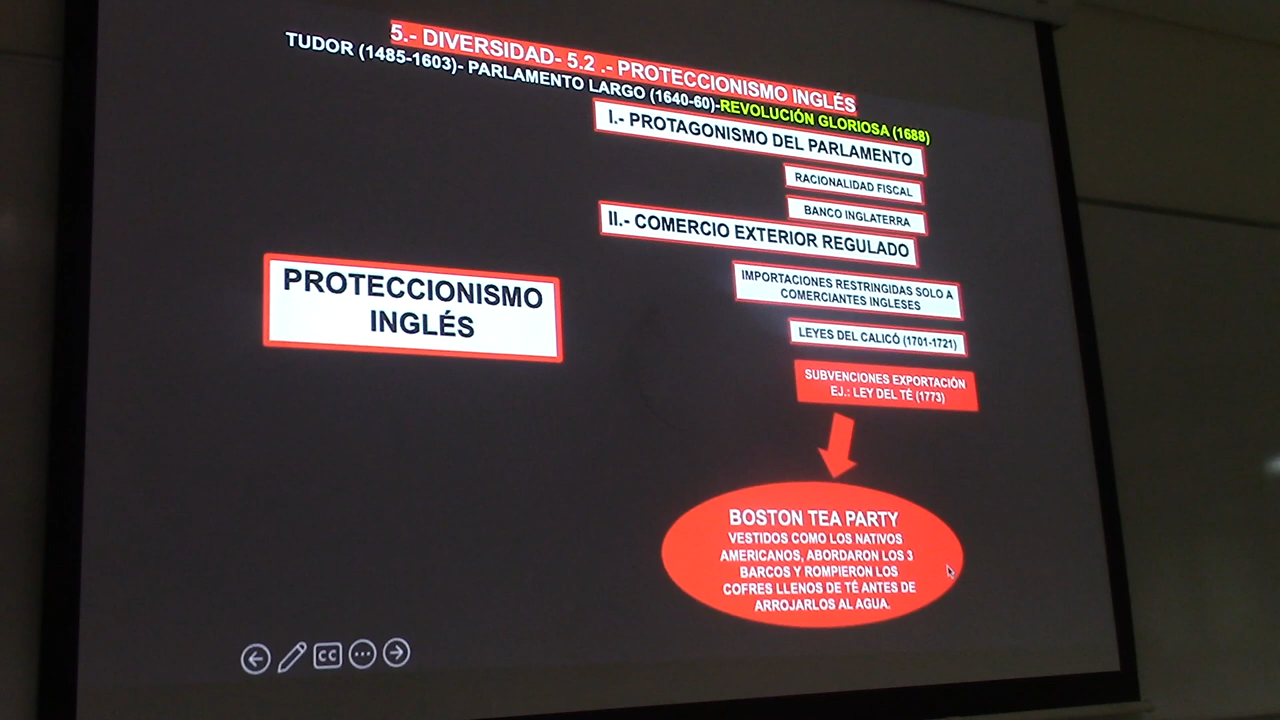 5.- DIVERSIDAD- 5.2 .- PROTECCIONISMO INGLÉS
TUDOR (1485-1603)- PARLAMENTO LARGO (1640-60)-REVOLUCIÓN GLORIOSA (1688)
I.- PROTAGONISMO DEL PARLAMENTO
RACIONALIDAD FISCAL
BANCO INGLATERRA
II.- COMERCIO EXTERIOR REGULADO
IMPORTACIONES RESTRINGIDAS SOLO A
COMERCIANTES INGLESES
LEYES DEL CALICÓ (1701-1721)
SUBVENCIONES EXPORTACIÓN
EJ.: LEY DEL TÉ (1773)
PROTECCIONISMO
INGLÉS
BOSTON TEA PARTY
VESTIDOS COMO LOS NATIVOS
AMERICANOS, ABORDARON LOS 3
BARCOS Y ROMPIERON LOS
COFRES LLENOS DE TÉ ANTES DE
ARROJARLOS AL AGUA.
CC